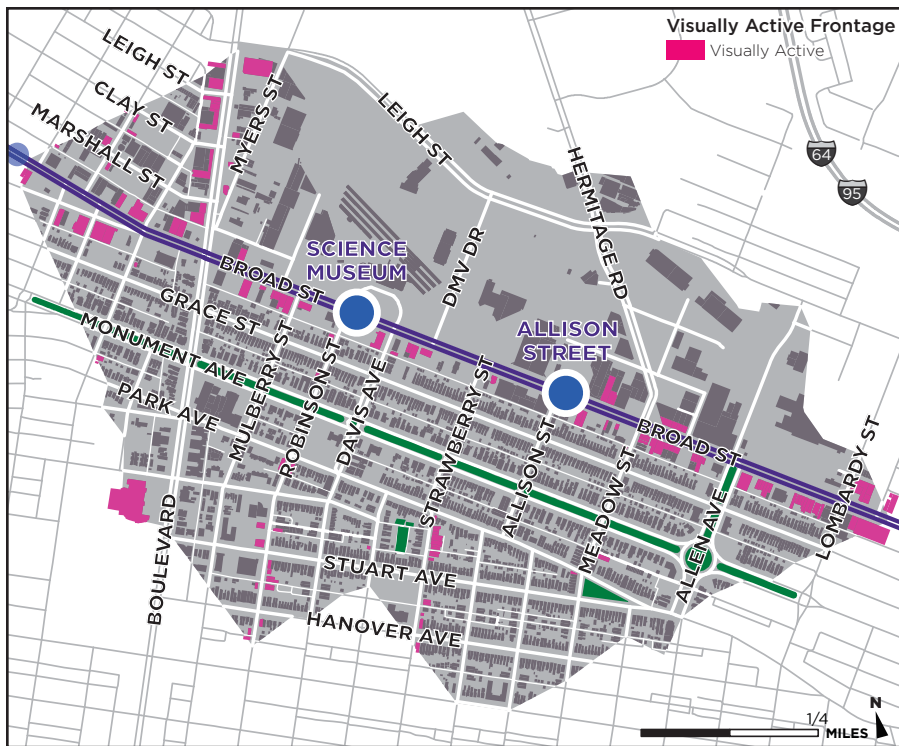 Visually Active Frontage
Visually Active
LEIGH ST
CLAY ST
MARSHALL ST
MYERS ST
LEIGH ST
HERMITAGE RD
64
95
SCIENCE
MUSEUM
DMV DR
BROAD ST
GRACE ST
ALLISON
STREET
MONUMENT AVE
PARK AVE
MULBERRY ST
ROBINSON ST
DAVIS AVE
STRAWBERRY ST
ALLISON ST
MEADOW ST
BROAD ST
ALLEN AVE
LOMBARDY ST
BOULEVARD
STUART AVE
HANOVER AVE
N
1/4
MILES